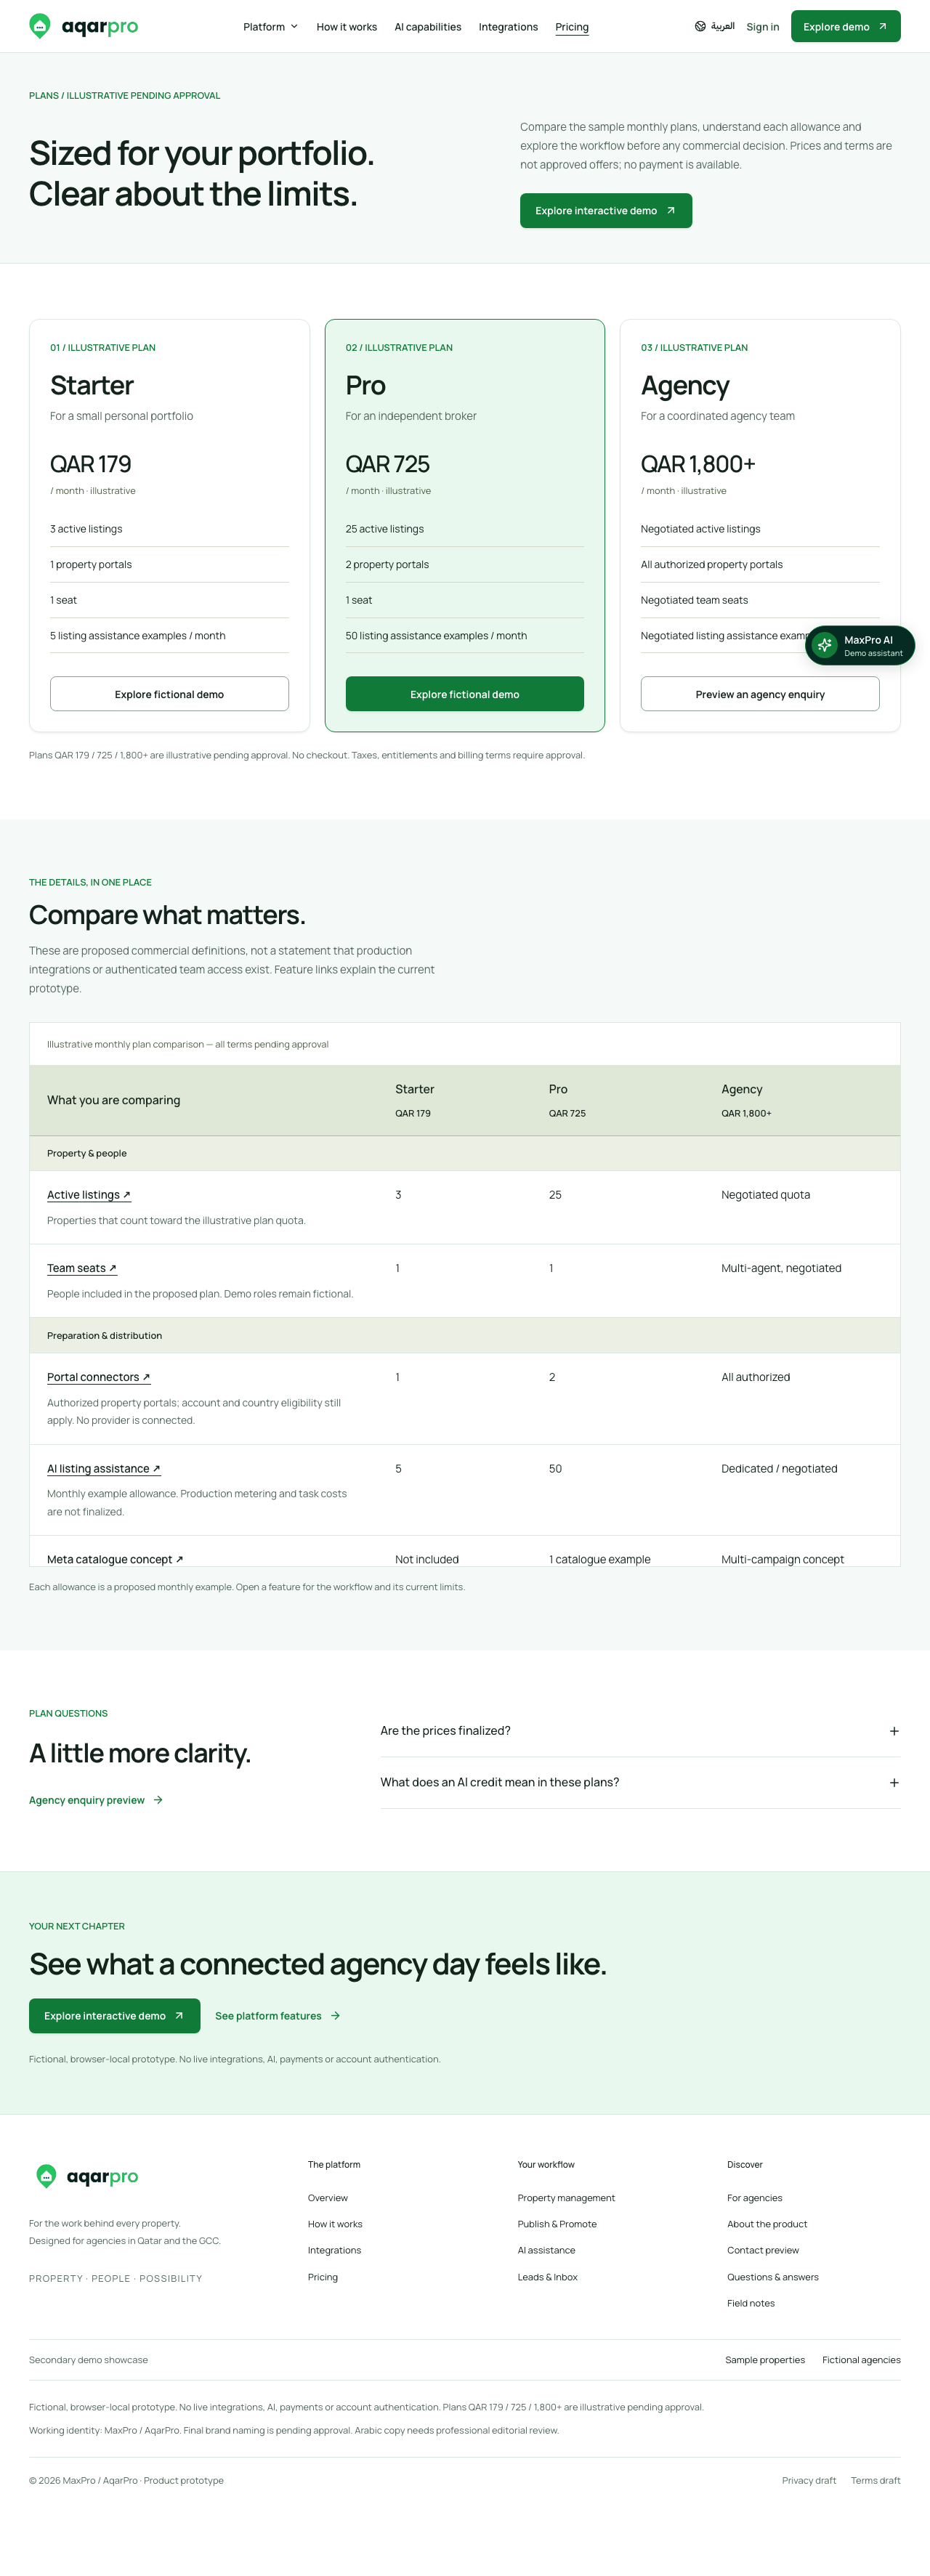 aqarpro
Platform How it works AI capabilities Integrations Pricing
العربية Sign in Explore demo
PLANS / ILLUSTRATIVE PENDING APPROVAL
Sized for your portfolio.
Clear about the limits.
Compare the sample monthly plans, understand each allowance and
explore the workflow before any commercial decision. Prices and terms are
not approved offers; no payment is available.
Explore interactive demo
01 / ILLUSTRATIVE PLAN
Starter
For a small personal portfolio
QAR 179
/ month · illustrative
3 active listings
1 property portals
1 seat
5 listing assistance examples / month
Explore fictional demo
02 / ILLUSTRATIVE PLAN
Pro
For an independent broker
QAR 725
/ month · illustrative
25 active listings
2 property portals
1 seat
50 listing assistance examples / month
Explore fictional demo
03 / ILLUSTRATIVE PLAN
Agency
For a coordinated agency team
QAR 1,800+
/ month · illustrative
Negotiated active listings
All authorized property portals
Negotiated team seats
Negotiated listing assistance
MaxPro AI
Demo assistant
Preview an agency enquiry
Plans QAR 179 / 725 / 1,800+ are illustrative pending approval. No checkout. Taxes, entitlements and billing terms require approval.
THE DETAILS, IN ONE PLACE
Compare what matters.
These are proposed commercial definitions, not a statement that production
integrations or authenticated team access exist. Feature links explain the current
prototype.
Illustrative monthly plan comparison — all terms pending approval
What you are comparing Starter Pro Agency
QAR 179 QAR 725 QAR 1,800+
Property & people
Active listings ↗ 3 25 Negotiated quota
Properties that count toward the illustrative plan quota.
Team seats ↗ 1 1 Multi-agent, negotiated
People included in the proposed plan. Demo roles remain fictional.
Preparation & distribution
Portal connectors ↗ 1 2 All authorized
Authorized property portals; account and country eligibility still
apply. No provider is connected.
AI listing assistance ↗ 5 50 Dedicated / negotiated
Monthly example allowance. Production metering and task costs
are not finalized.
Meta catalogue concept ↗ Not included 1 catalogue example Multi-campaign concept
Each allowance is a proposed monthly example. Open a feature for the workflow and its current limits.
PLAN QUESTIONS
A little more clarity.
Agency enquiry preview
Are the prices finalized?
What does an AI credit mean in these plans?
YOUR NEXT CHAPTER
See what a connected agency day feels like.
Explore interactive demo See platform features
Fictional, browser-local prototype. No live integrations, AI, payments or account authentication.
aqarpro
For the work behind every property.
Designed for agencies in Qatar and the GCC.
PROPERTY · PEOPLE · POSSIBILITY
The platform
Overview
How it works
Integrations
Pricing
Your workflow
Property management
Publish & Promote
AI assistance
Leads & Inbox
Discover
For agencies
About the product
Contact preview
Questions & answers
Field notes
Secondary demo showcase Sample properties Fictional agencies
Fictional, browser-local prototype. No live integrations, AI, payments or account authentication. Plans QAR 179 / 725 / 1,800+ are illustrative pending approval.
Working identity: MaxPro / AqarPro. Final brand naming is pending approval. Arabic copy needs professional editorial review.
© 2026 MaxPro / AqarPro · Product prototype Privacy draft Terms draft